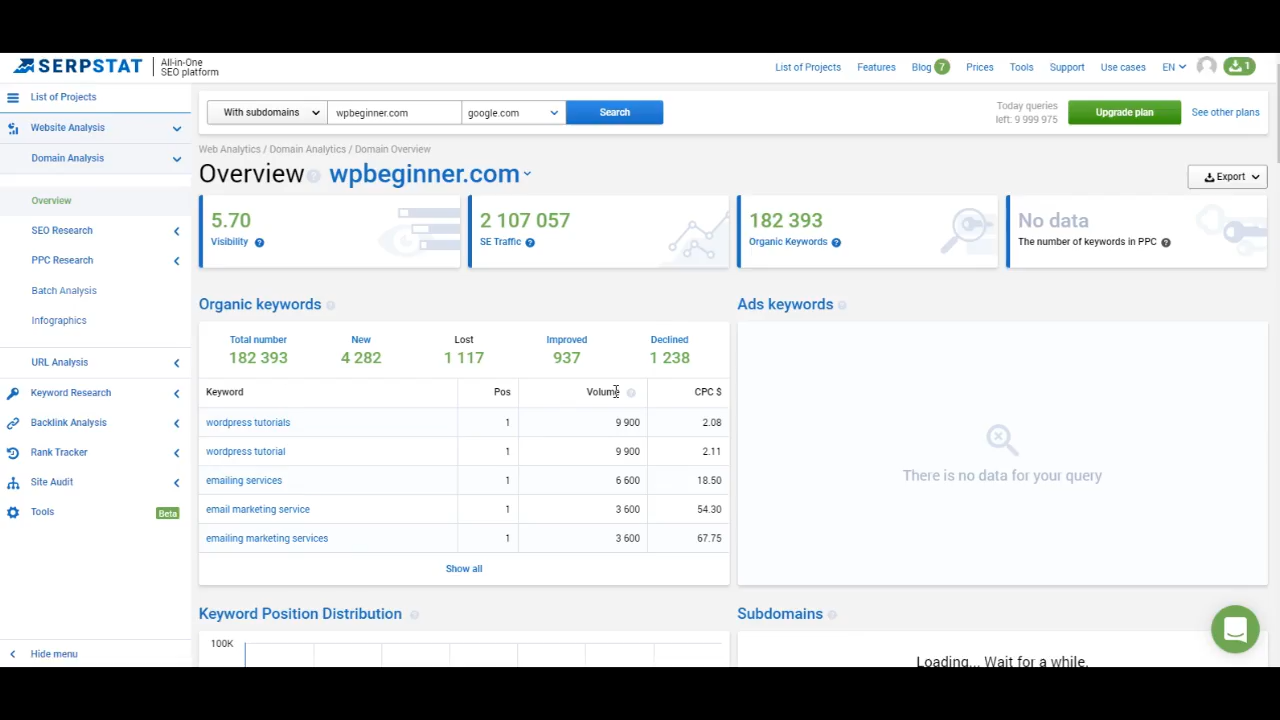 SERPSTAT
All-in-One
SEO platform
List of Projects
Features
Blog 7
Prices
Tools
Support
Use cases
EN
1
List of Projects
Website Analysis
Domain Analysis
Overview
SEO Research
PPC Research
Batch Analysis
Infographics
URL Analysis
Keyword Research
Backlink Analysis
Rank Tracker
Site Audit
Tools Beta
Hide menu
With subdomains wpbeginner.com google.com Search
Today queries
left: 9 999 975
Upgrade plan
See other plans
Web Analytics / Domain Analytics / Domain Overview
Overview ? wpbeginner.com
Export
5.70
Visibility ?
2 107 057
SE Traffic ?
182 393
Organic Keywords ?
No data
The number of keywords in PPC ?
Organic keywords ?
Total number New Lost Improved Declined
182 393 4 282 1 117 937 1 238
Keyword Pos Volume ? CPC $
wordpress tutorials 1 9 900 2.08
wordpress tutorial 1 9 900 2.11
emailing services 1 6 600 18.50
email marketing service 1 3 600 54.30
emailing marketing services 1 3 600 67.75
Show all
Ads keywords ?
There is no data for your query
Keyword Position Distribution ?
100K
Subdomains ?
Loading... Wait for a while.